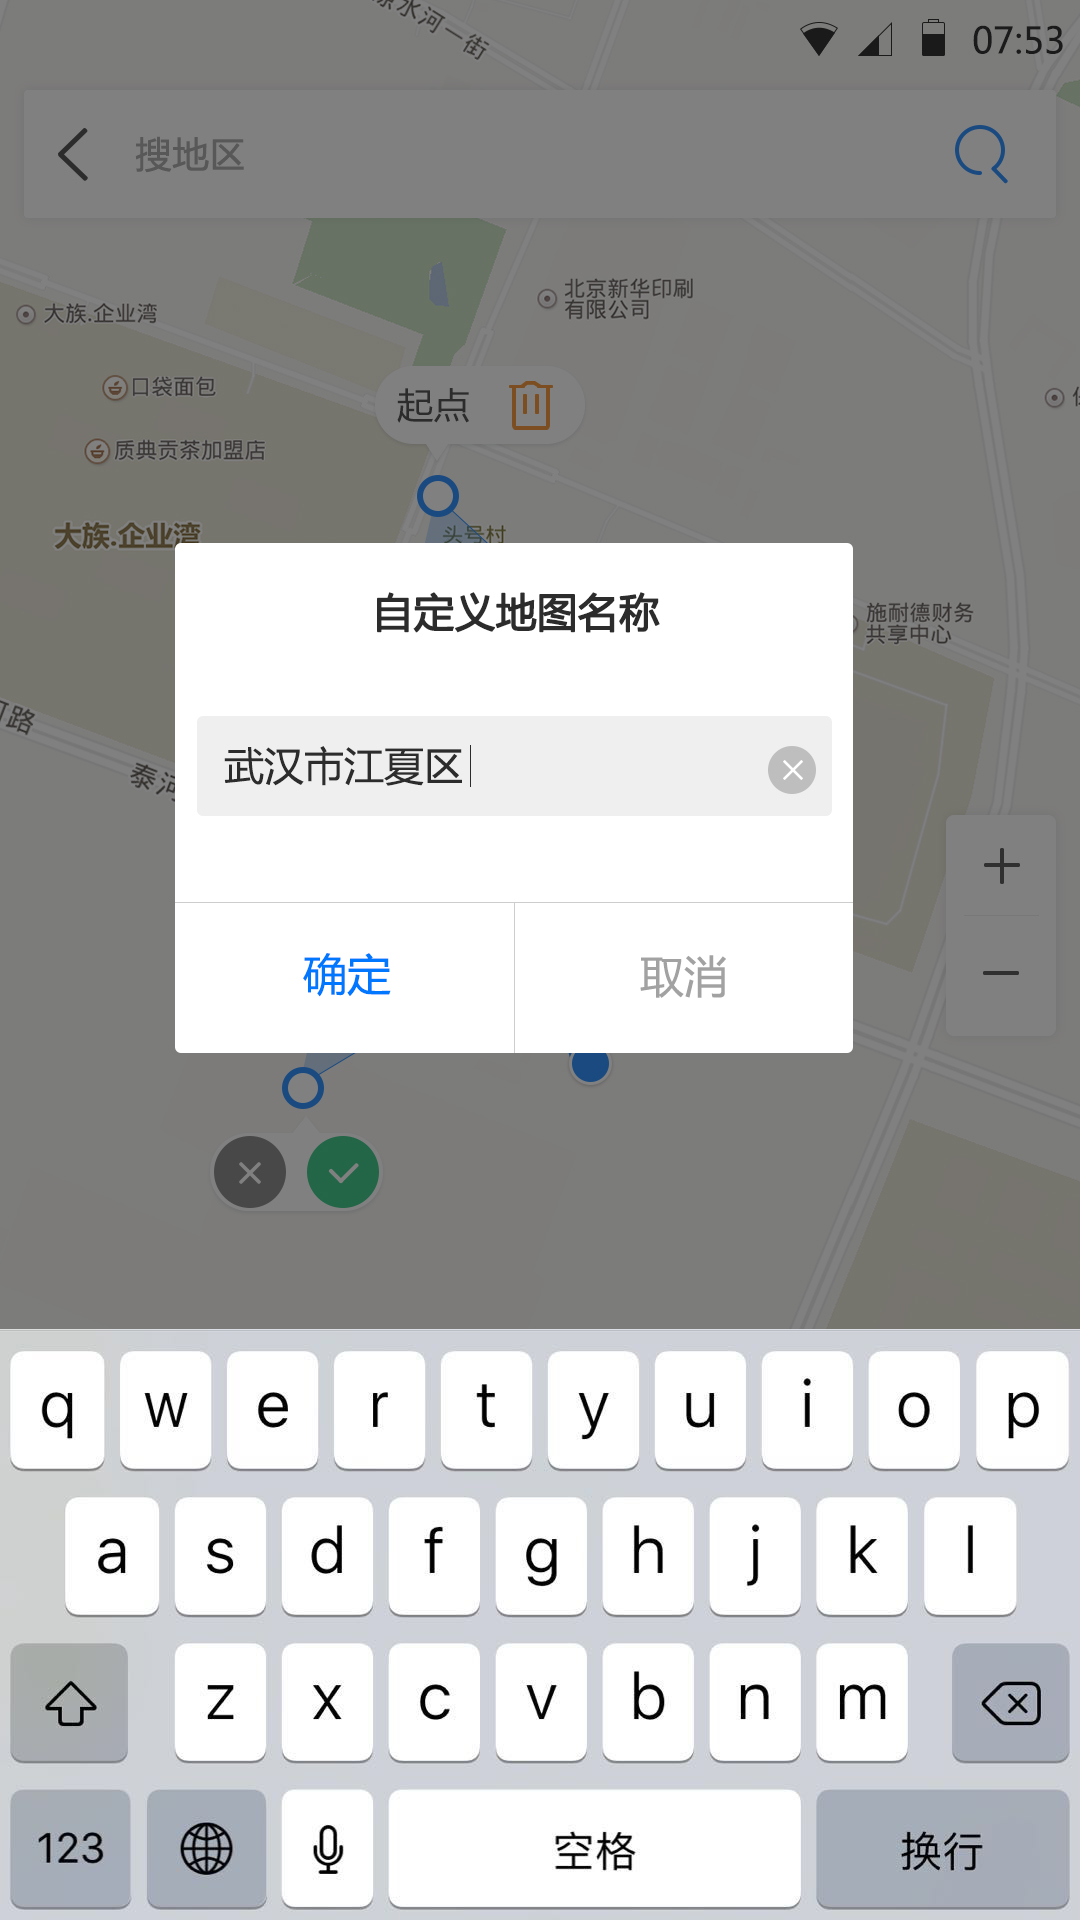 水河一街
07:53
搜地区
北京新华印刷
有限公司
大族.企业湾
口袋面包
起点
质典贡茶加盟店
大族.企业湾
头号村
自定义地图名称
施耐德财务
共享中心
路
泰河
武汉市江夏区
确定
取消
q w e r t y u i o p
a s d f g h j k l
z x c v b n m
123
空格
换行